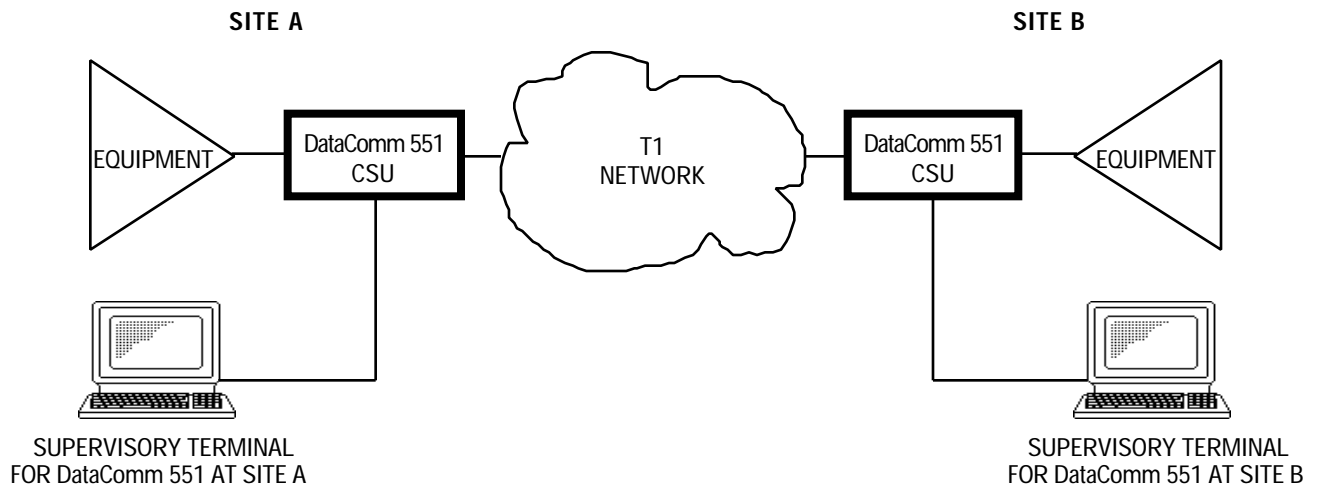 SITE A
SITE B
EQUIPMENT
DataComm 551
CSU
T1
NETWORK
DataComm 551
CSU
EQUIPMENT
SUPERVISORY TERMINAL
FOR DataComm 551 AT SITE A
SUPERVISORY TERMINAL
FOR DataComm 551 AT SITE B